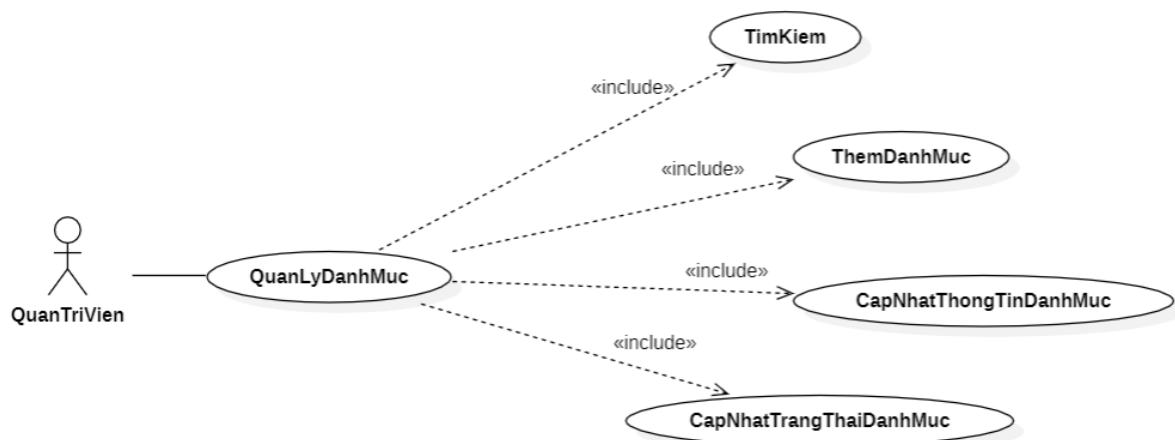 TimKiem
«include»
ThemDanhMuc
«include»
QuanLyDanhMuc
«include»
CapNhatThongTinDanhMuc
QuanTriVien
«include»
CapNhatTrangThaiDanhMuc